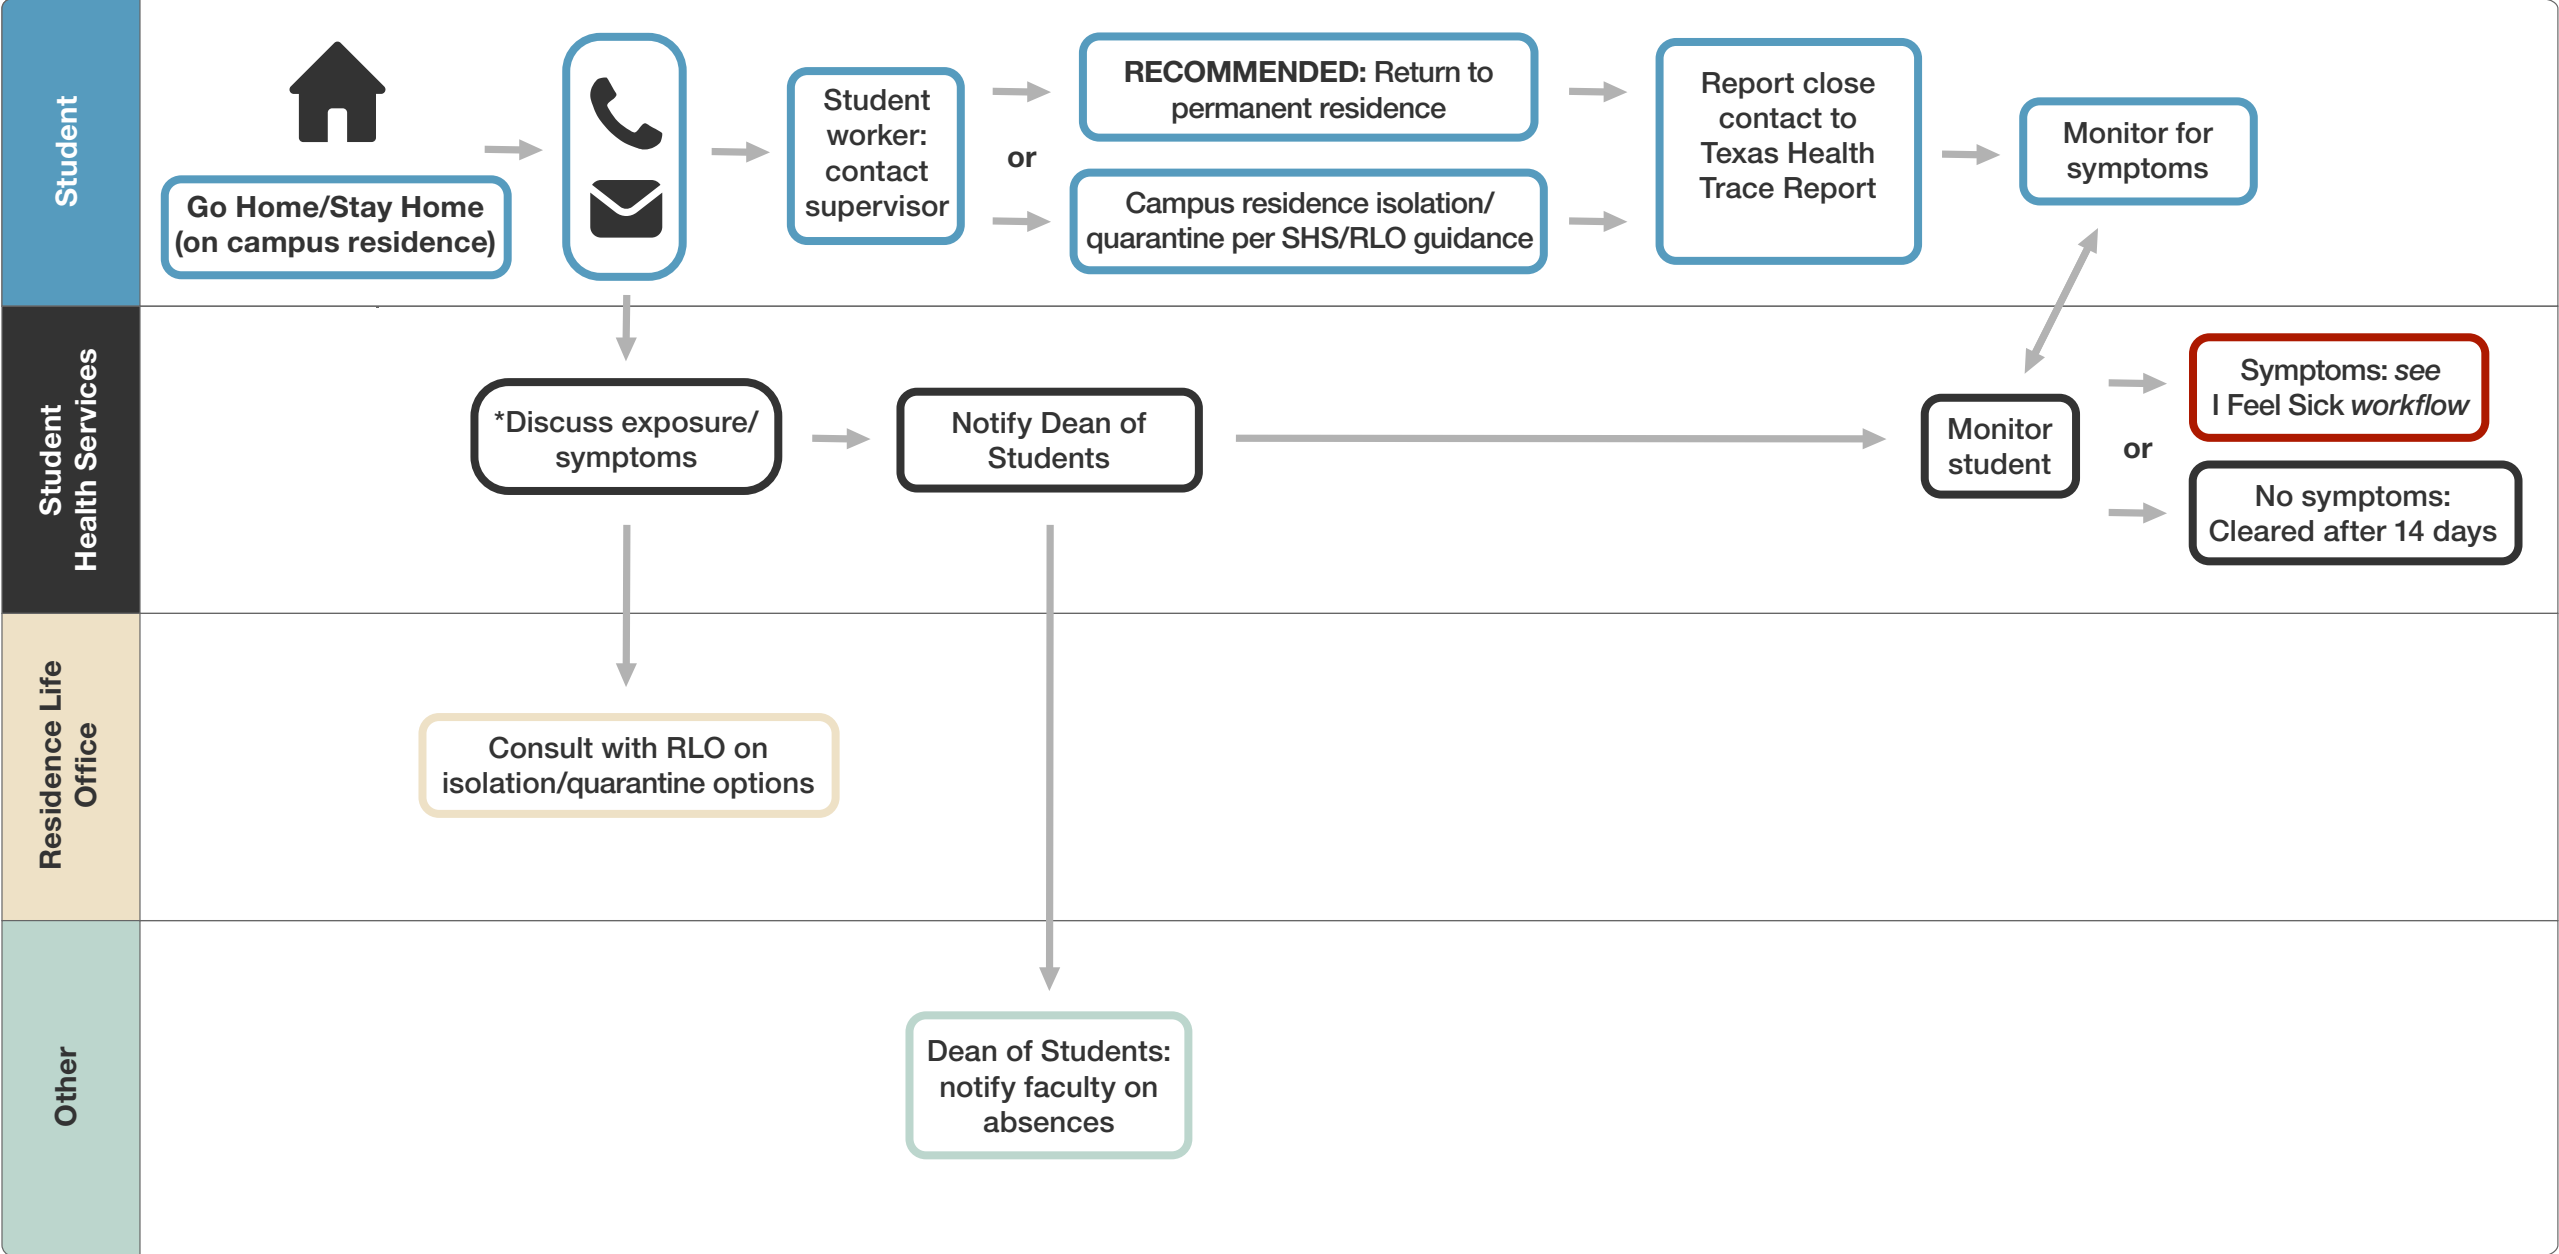 Student
Go Home/Stay Home
(on campus residence)
Student
worker:
contact
supervisor
or
RECOMMENDED: Return to
permanent residence
Campus residence isolation/
quarantine per SHS/RLO guidance
Report close
contact to
Texas Health
Trace Report
Monitor for
symptoms
Student
Health Services
*Discuss exposure/
symptoms
Notify Dean of
Students
Monitor
student
or
Symptoms: see
I Feel Sick workflow
No symptoms:
Cleared after 14 days
Residence Life
Office
Consult with RLO on
isolation/quarantine options
Other
Dean of Students:
notify faculty on
absences